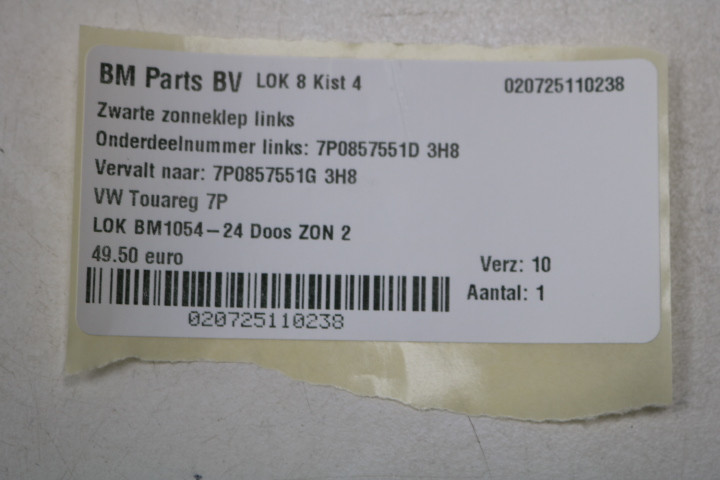 BM Parts BV LOK 8 Kist 4 020725110238
Zwarte zonneklep links
Onderdeelnummer links: 7P0857551D 3H8
Vervalt naar: 7P0857551G 3H8
VW Touareg 7P
LOK BM1054-24 Doos ZON 2
49.50 euro
Verz: 10
Aantal: 1
020725110238